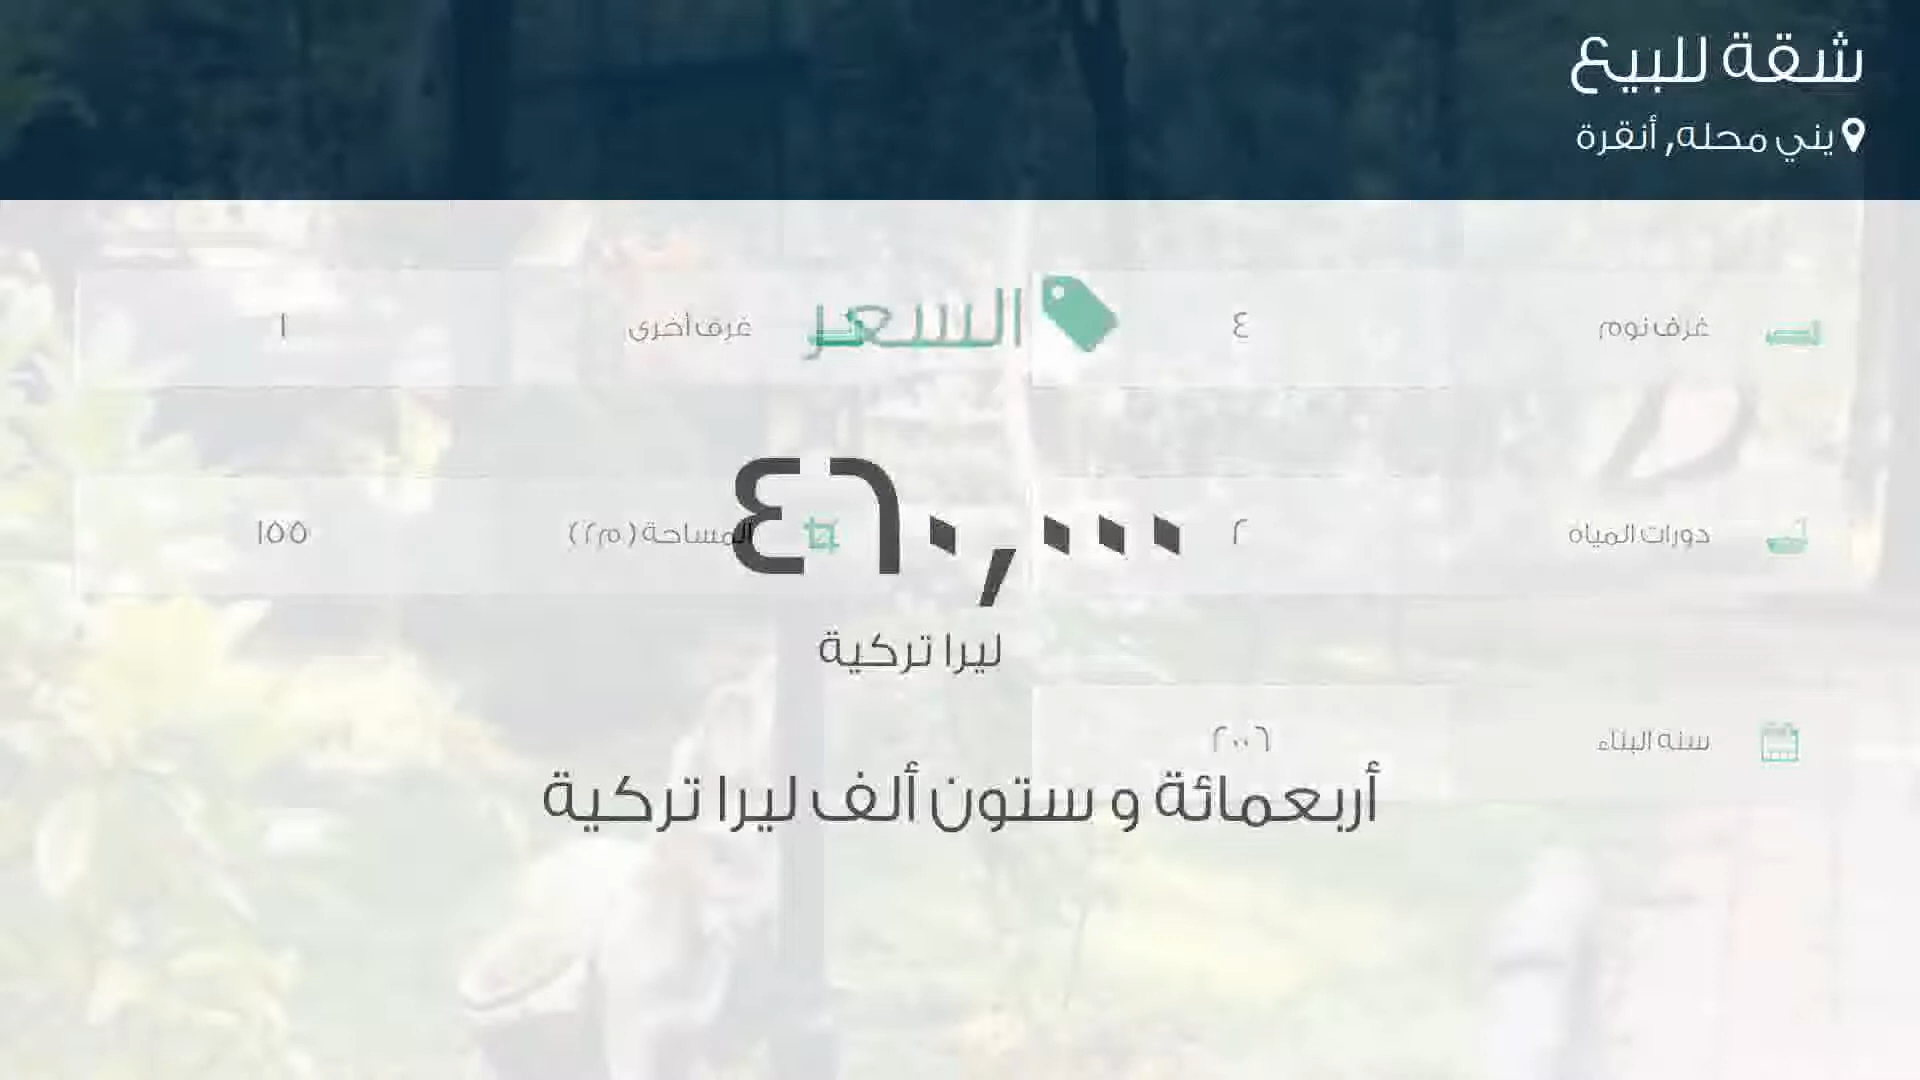 شقة للبيع
يني محله, أنقرة
السعر
غرف نوم ٤ غرف أخرى ١
٤٦٠,٠٠٠
دورات المياه ٢ المساحة (م٢) ١٥٥
ليرا تركية
سنه البناء ٢٠٠٦
أربعمائة و ستون ألف ليرا تركية